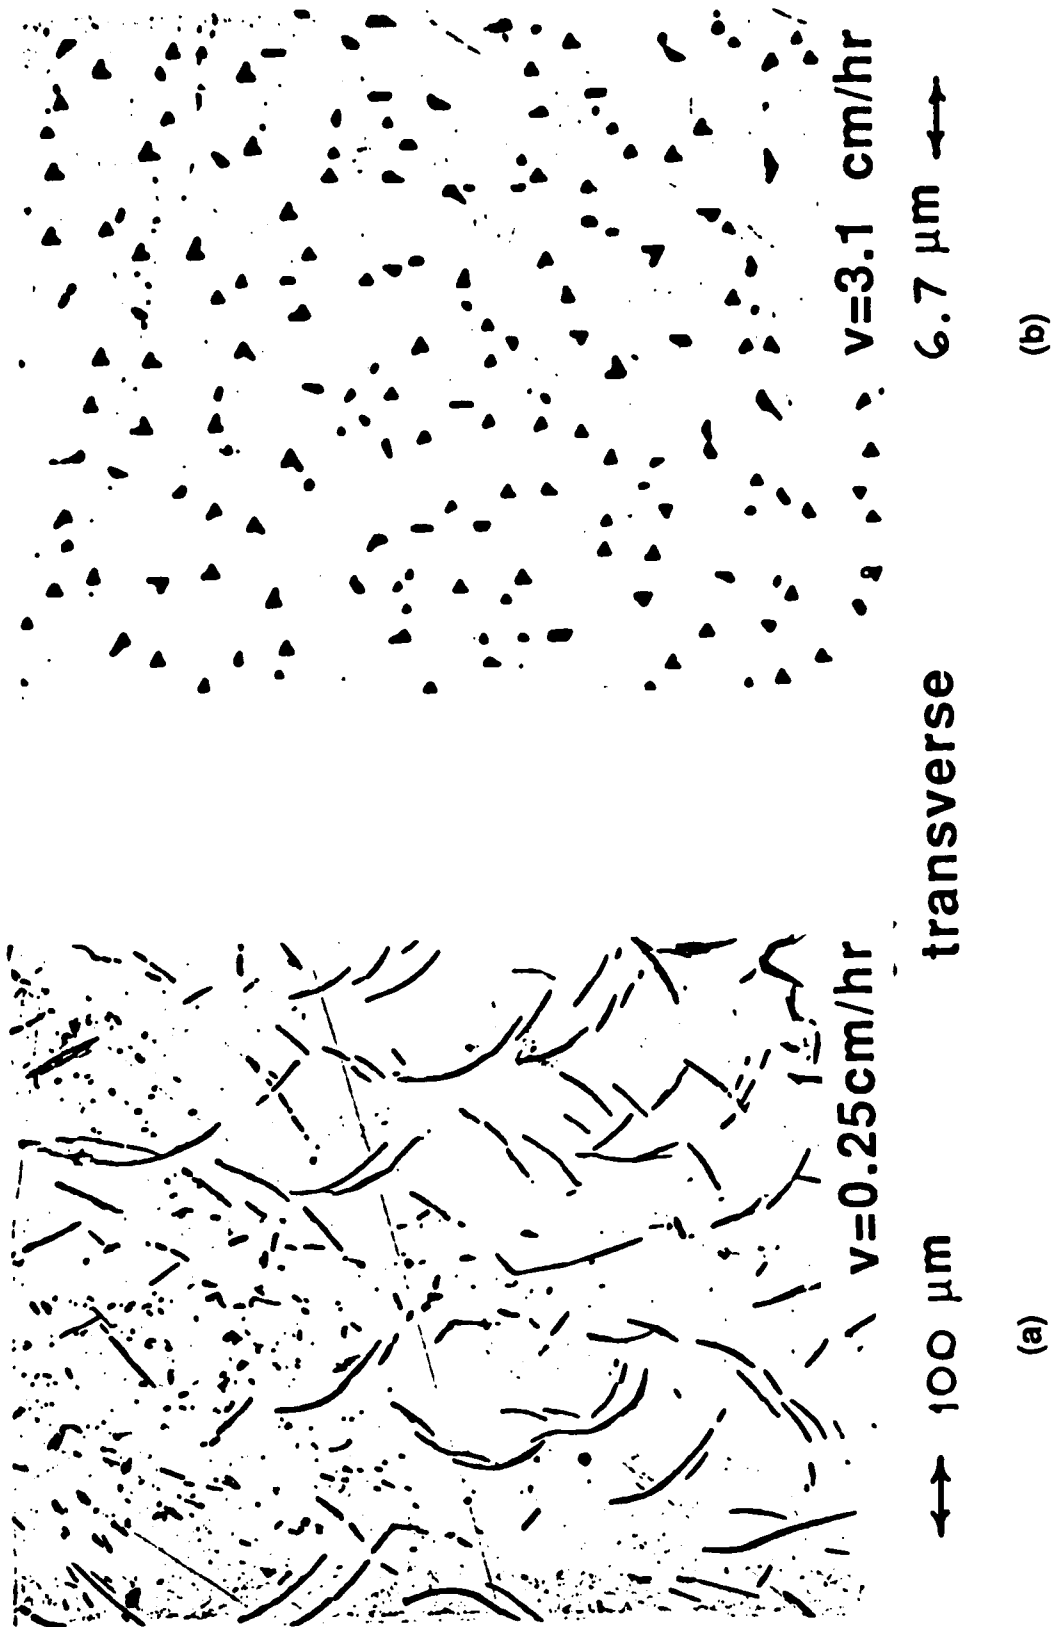 v=0.25cm/hr
100 μm
(a)
transverse
v=3.1 cm/hr
6.7 μm
(b)